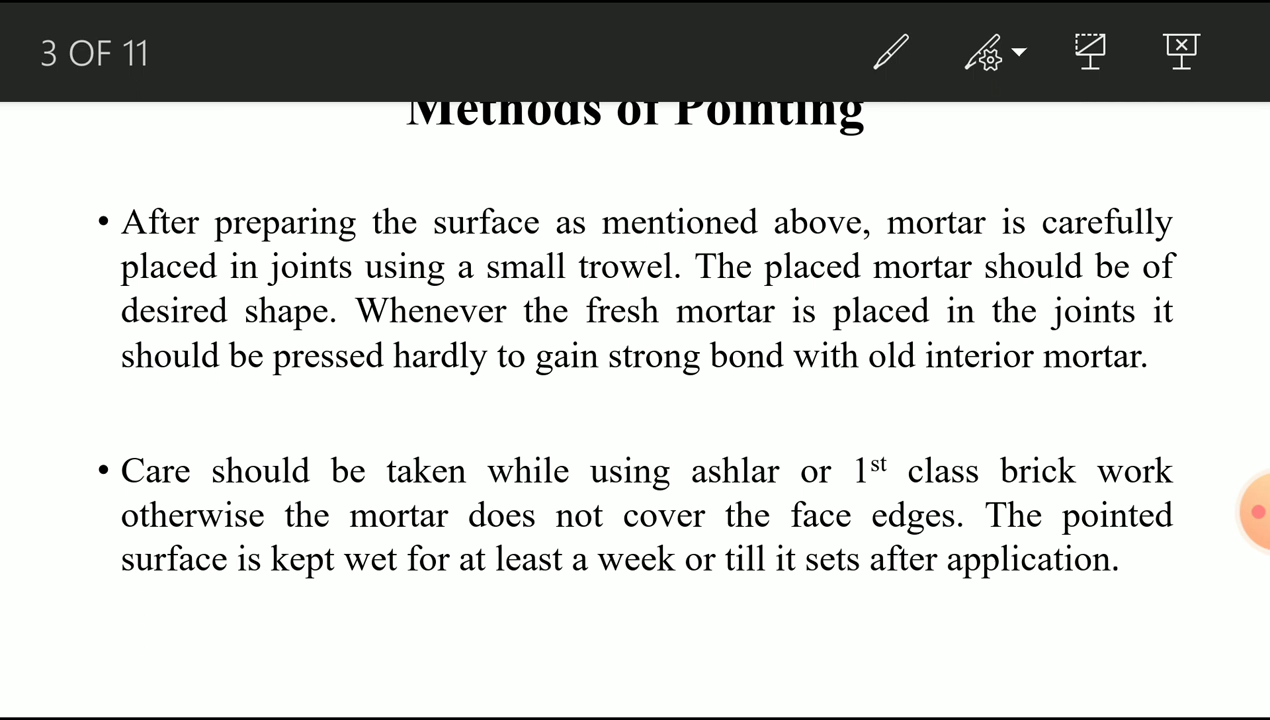 3 OF 11
Methods of Pointing
• After preparing the surface as mentioned above, mortar is carefully
placed in joints using a small trowel. The placed mortar should be of
desired shape. Whenever the fresh mortar is placed in the joints it
should be pressed hardly to gain strong bond with old interior mortar.
• Care should be taken while using ashlar or 1st class brick work
otherwise the mortar does not cover the face edges. The pointed
surface is kept wet for at least a week or till it sets after application.